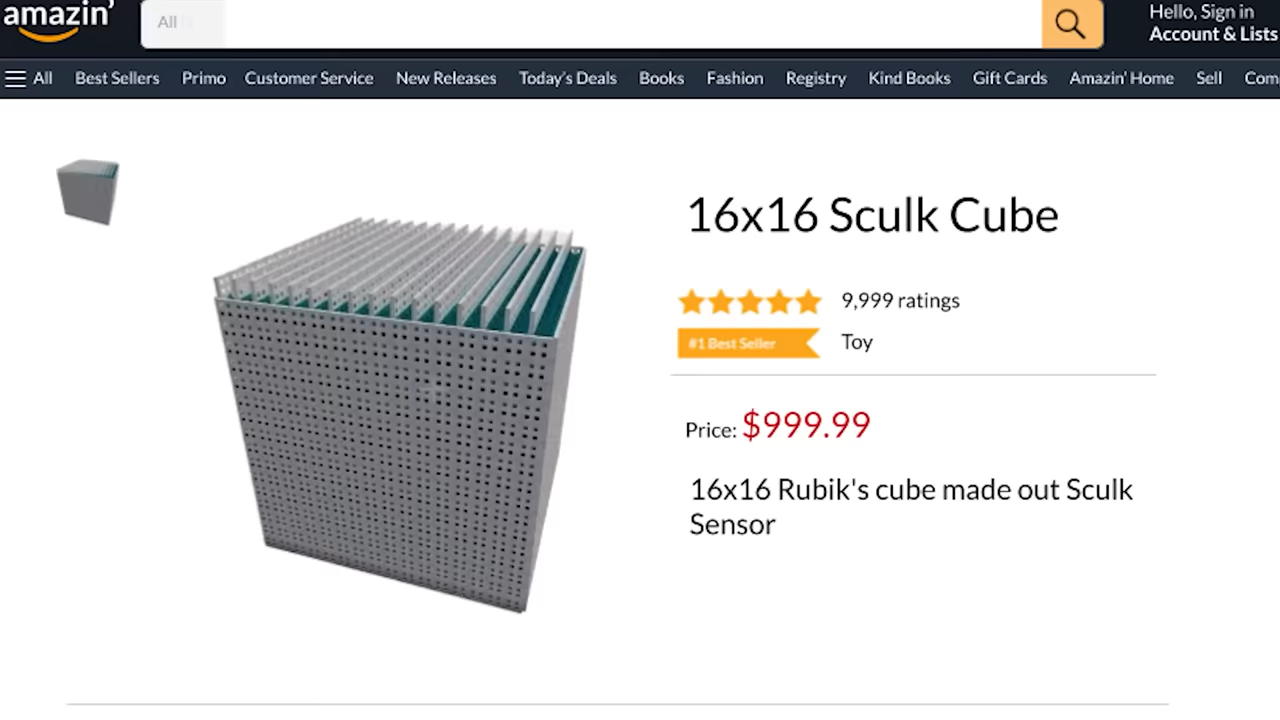 amazin'
All
Hello, Sign in
Account & Lists
All Best Sellers Primo Customer Service New Releases Today's Deals Books Fashion Registry Kind Books Gift Cards Amazin' Home Sell Com
16x16 Sculk Cube
9,999 ratings
#1 Best Seller Toy
Price: $999.99
16x16 Rubik's cube made out Sculk
Sensor